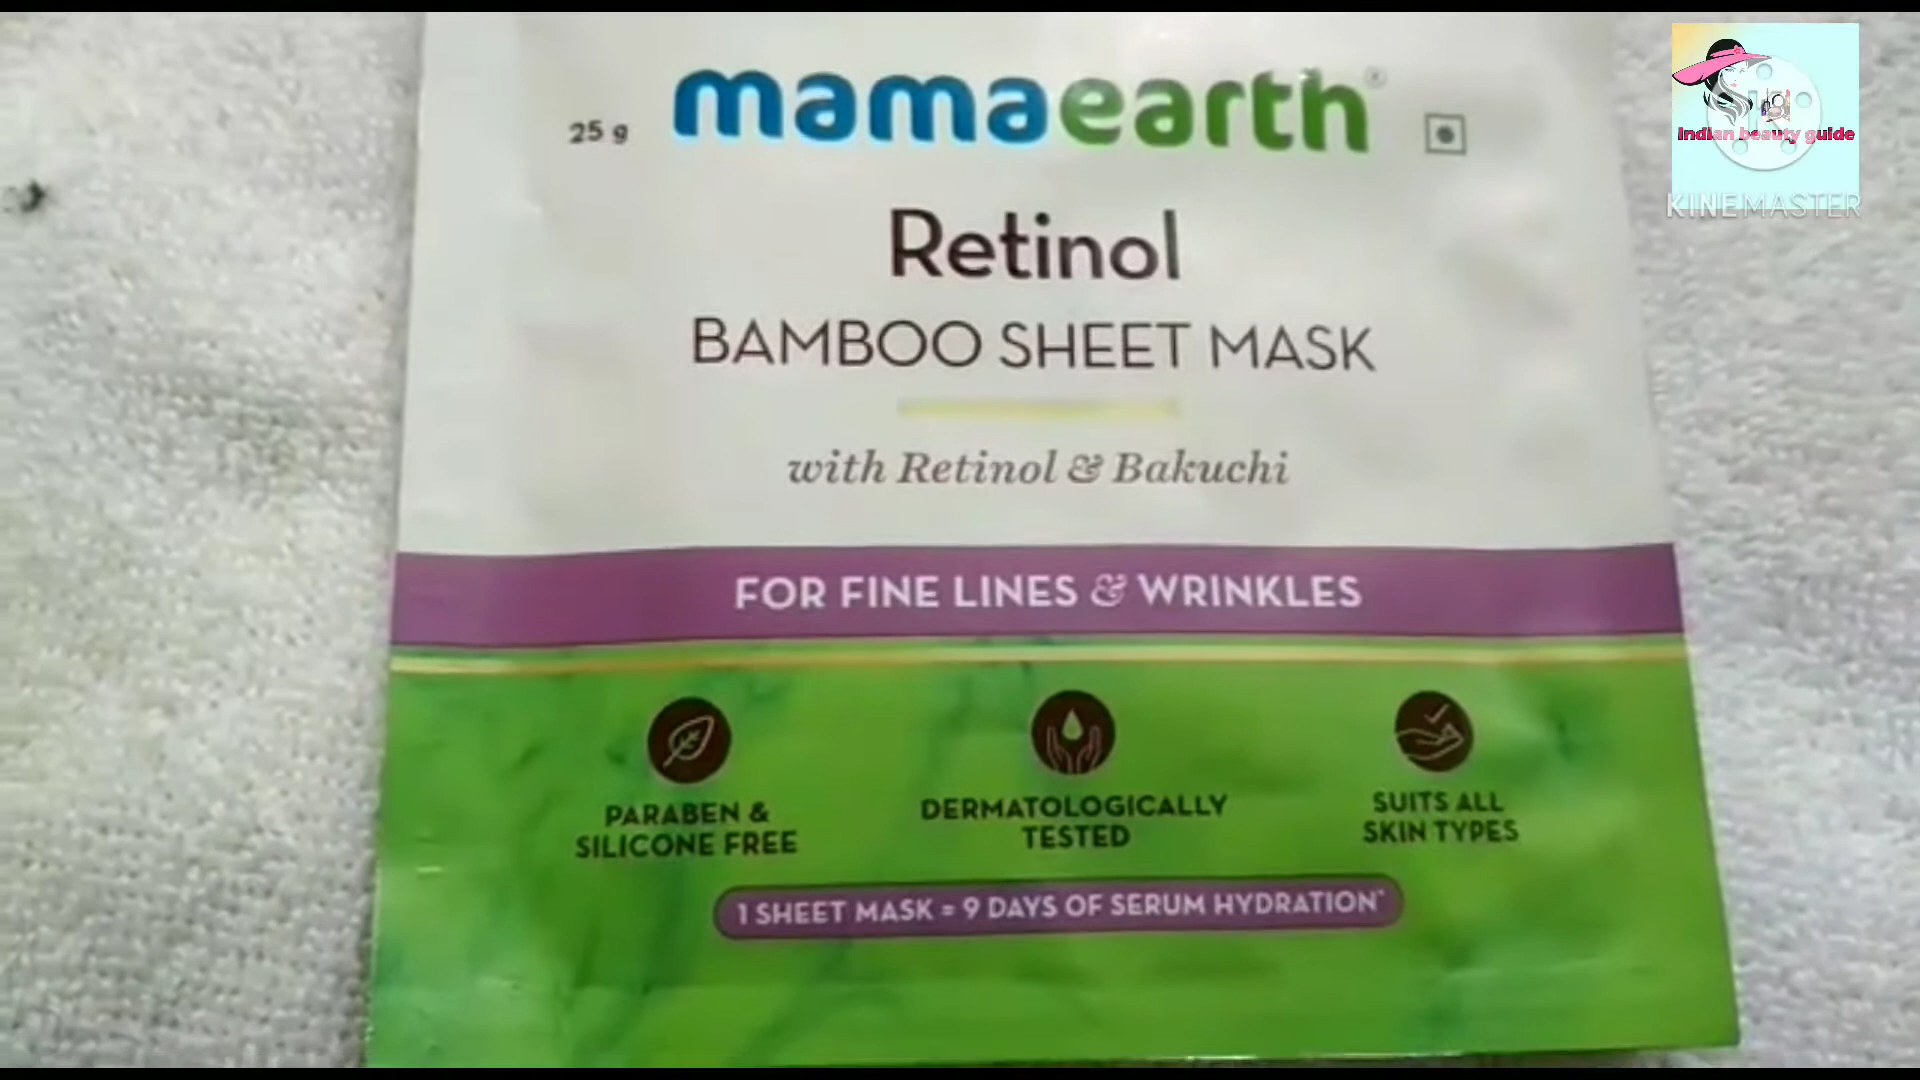 mamaearth®
25 g
Retinol
BAMBOO SHEET MASK
with Retinol & Bakuchi
FOR FINE LINES & WRINKLES
PARABEN &
SILICONE FREE
DERMATOLOGICALLY
TESTED
SUITS ALL
SKIN TYPES
1 SHEET MASK = 9 DAYS OF SERUM HYDRATION*
Indian beauty guide
KINEMASTER